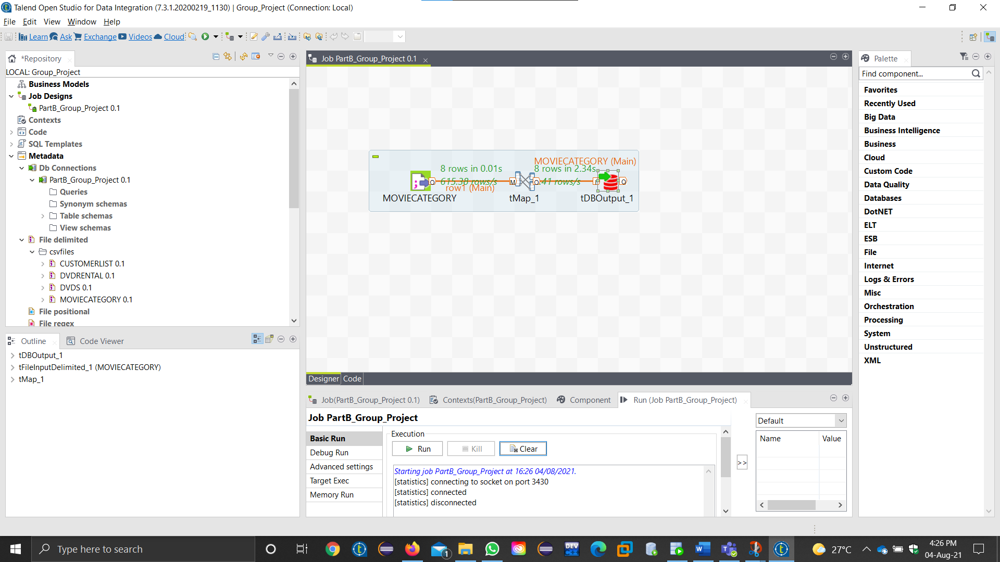 Talend Open Studio for Data Integration (7.3.1.20200219_1130) | Group_Project (Connection: Local)
File Edit View Window Help
Learn Ask Exchange Videos Cloud
*Repository
LOCAL: Group_Project
Business Models
Job Designs
PartB_Group_Project 0.1
Contexts
Code
SQL Templates
Metadata
Db Connections
PartB_Group_Project 0.1
Queries
Synonym schemas
Table schemas
View schemas
File delimited
csvfiles
CUSTOMERLIST 0.1
DVDRENTAL 0.1
DVDS 0.1
MOVIECATEGORY 0.1
File positional
File regex
Outline Code Viewer
tDBOutput_1
tFileInputDelimited_1 (MOVIECATEGORY)
tMap_1
Job PartB_Group_Project 0.1
MOVIECATEGORY (Main)
8 rows in 0.01s
8 rows in 2.34s
615.38 rows/s
.41 rows/s
row1 (Main)
MOVIECATEGORY
tMap_1
tDBOutput_1
Designer Code
Job(PartB_Group_Project 0.1) Contexts(PartB_Group_Project) Component Run (Job PartB_Group_Project)
Job PartB_Group_Project
Basic Run
Debug Run
Advanced settings
Target Exec
Memory Run
Execution
Run Kill Clear
Starting job PartB_Group_Project at 16:26 04/08/2021.
[statistics] connecting to socket on port 3430
[statistics] connected
[statistics] disconnected
>>
Default
Name Value
Palette
Find component...
Favorites
Recently Used
Big Data
Business Intelligence
Business
Cloud
Custom Code
Data Quality
Databases
DotNET
ELT
ESB
File
Internet
Logs & Errors
Misc
Orchestration
Processing
System
Unstructured
XML
Type here to search
1
DEV
C++
27°C
4:26 PM
04-Aug-21